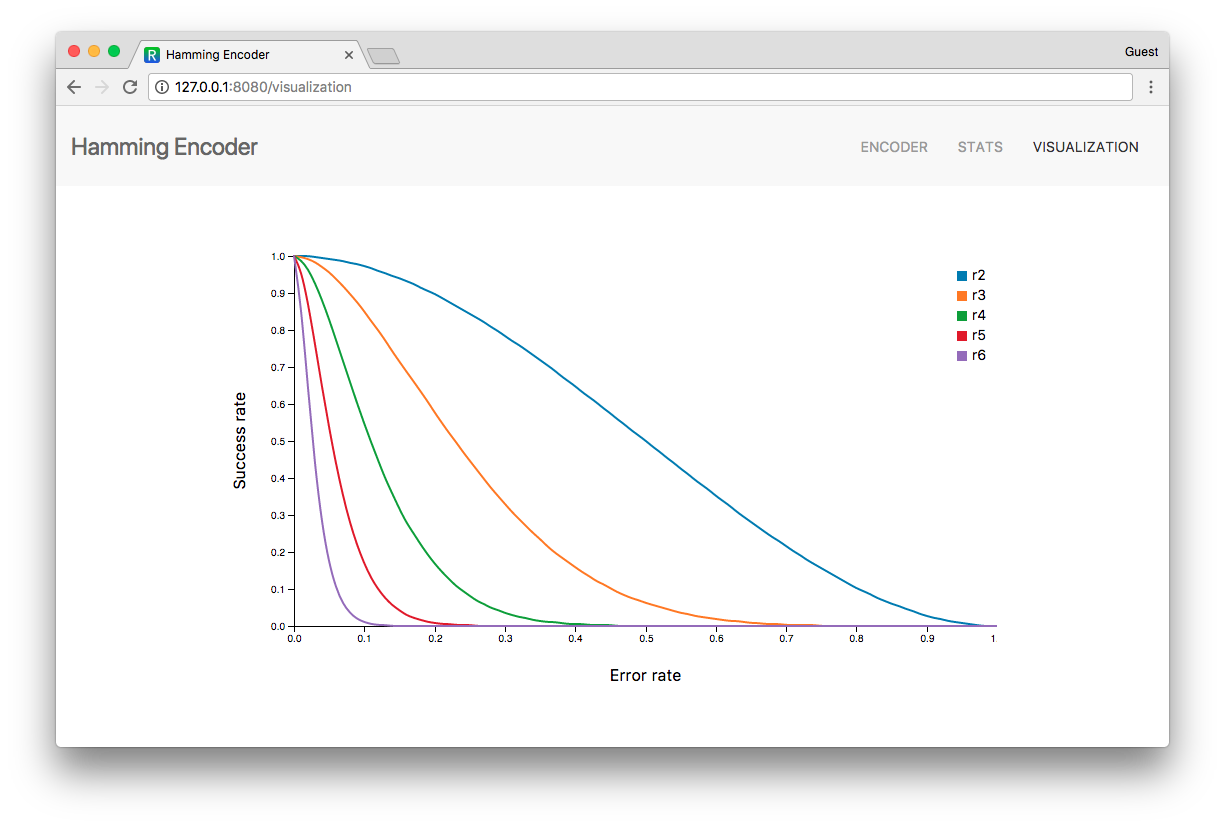 Hamming Encoder
Guest
127.0.0.1:8080/visualization
Hamming Encoder
ENCODER STATS VISUALIZATION
r2
r3
r4
r5
r6
1.0
0.9
0.8
0.7
0.6
0.5
0.4
0.3
0.2
0.1
0.0
Success rate
0.0 0.1 0.2 0.3 0.4 0.5 0.6 0.7 0.8 0.9 1.
Error rate